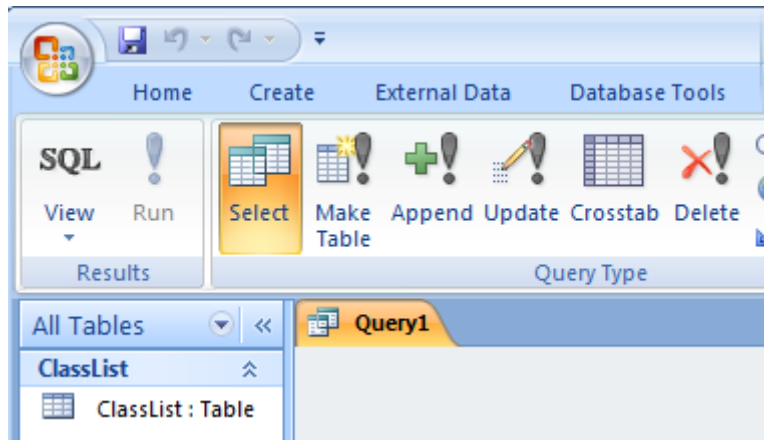 Home Create External Data Database Tools
SQL
View Run Select Make Table Append Update Crosstab Delete
Results Query Type
All Tables Query1
ClassList
ClassList : Table